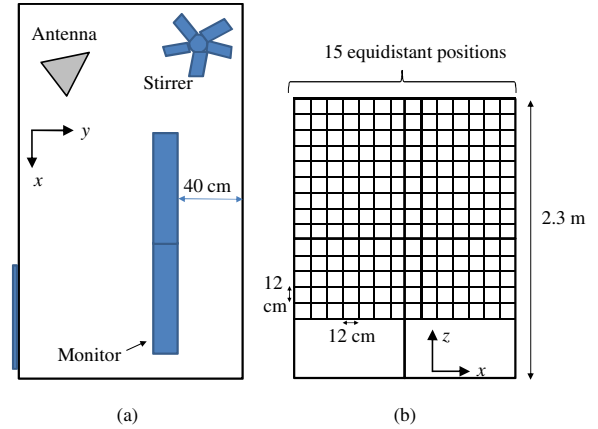 Antenna
Stirrer
y
x
40 cm
Monitor
(a)
15 equidistant positions
2.3 m
12
cm
12 cm
z
x
(b)